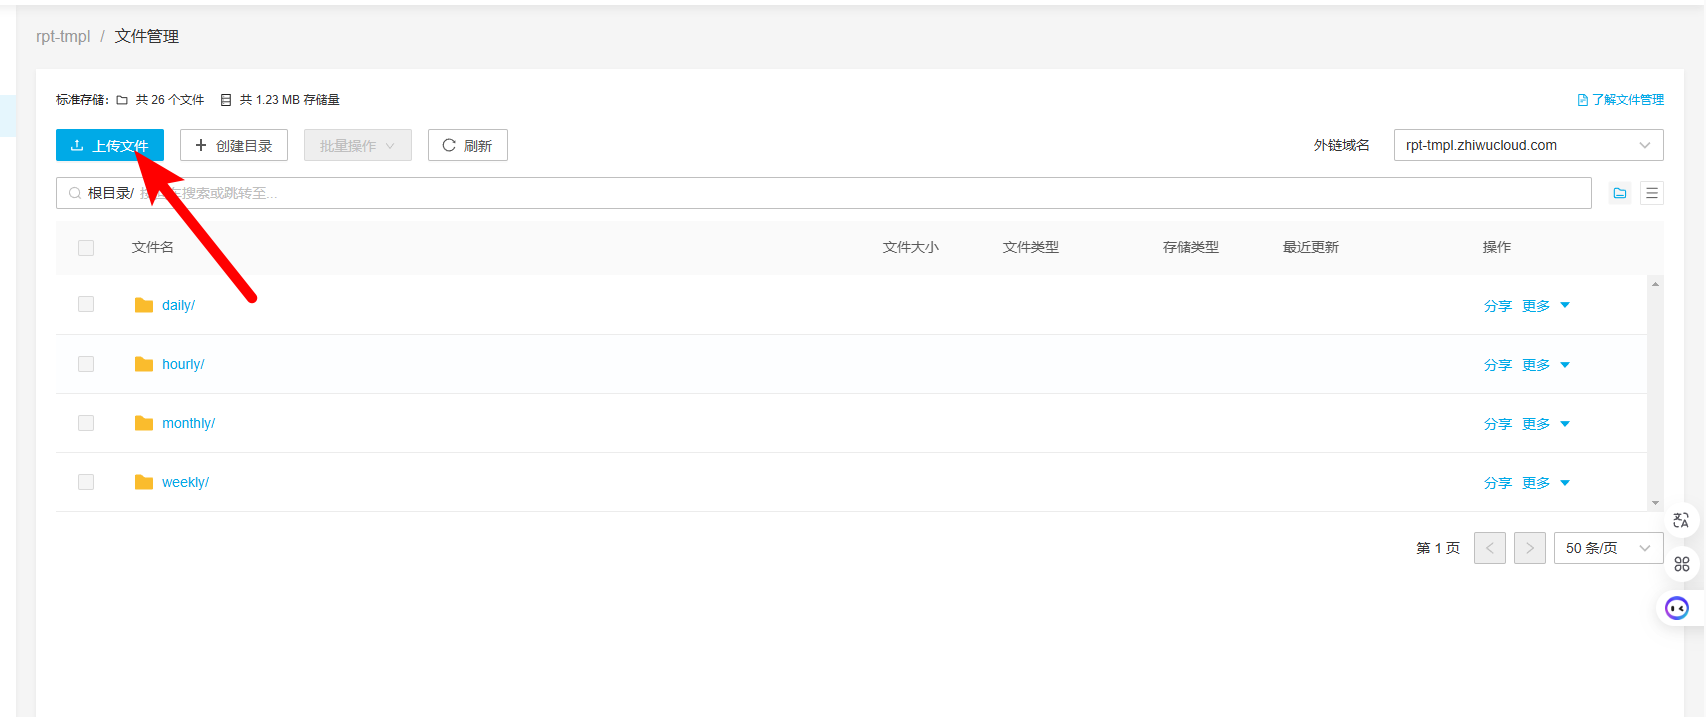 rpt-tmpl / 文件管理
标准存储： 共 26 个文件 共 1.23 MB 存储量 了解文件管理
上传文件 创建目录 批量操作 刷新 外链域名 rpt-tmpl.zhiwucloud.com
根目录/ 搜索或跳转至...
文件名 文件大小 文件类型 存储类型 最近更新 操作
daily/ 分享 更多
hourly/ 分享 更多
monthly/ 分享 更多
weekly/ 分享 更多
第 1 页 < > 50 条/页